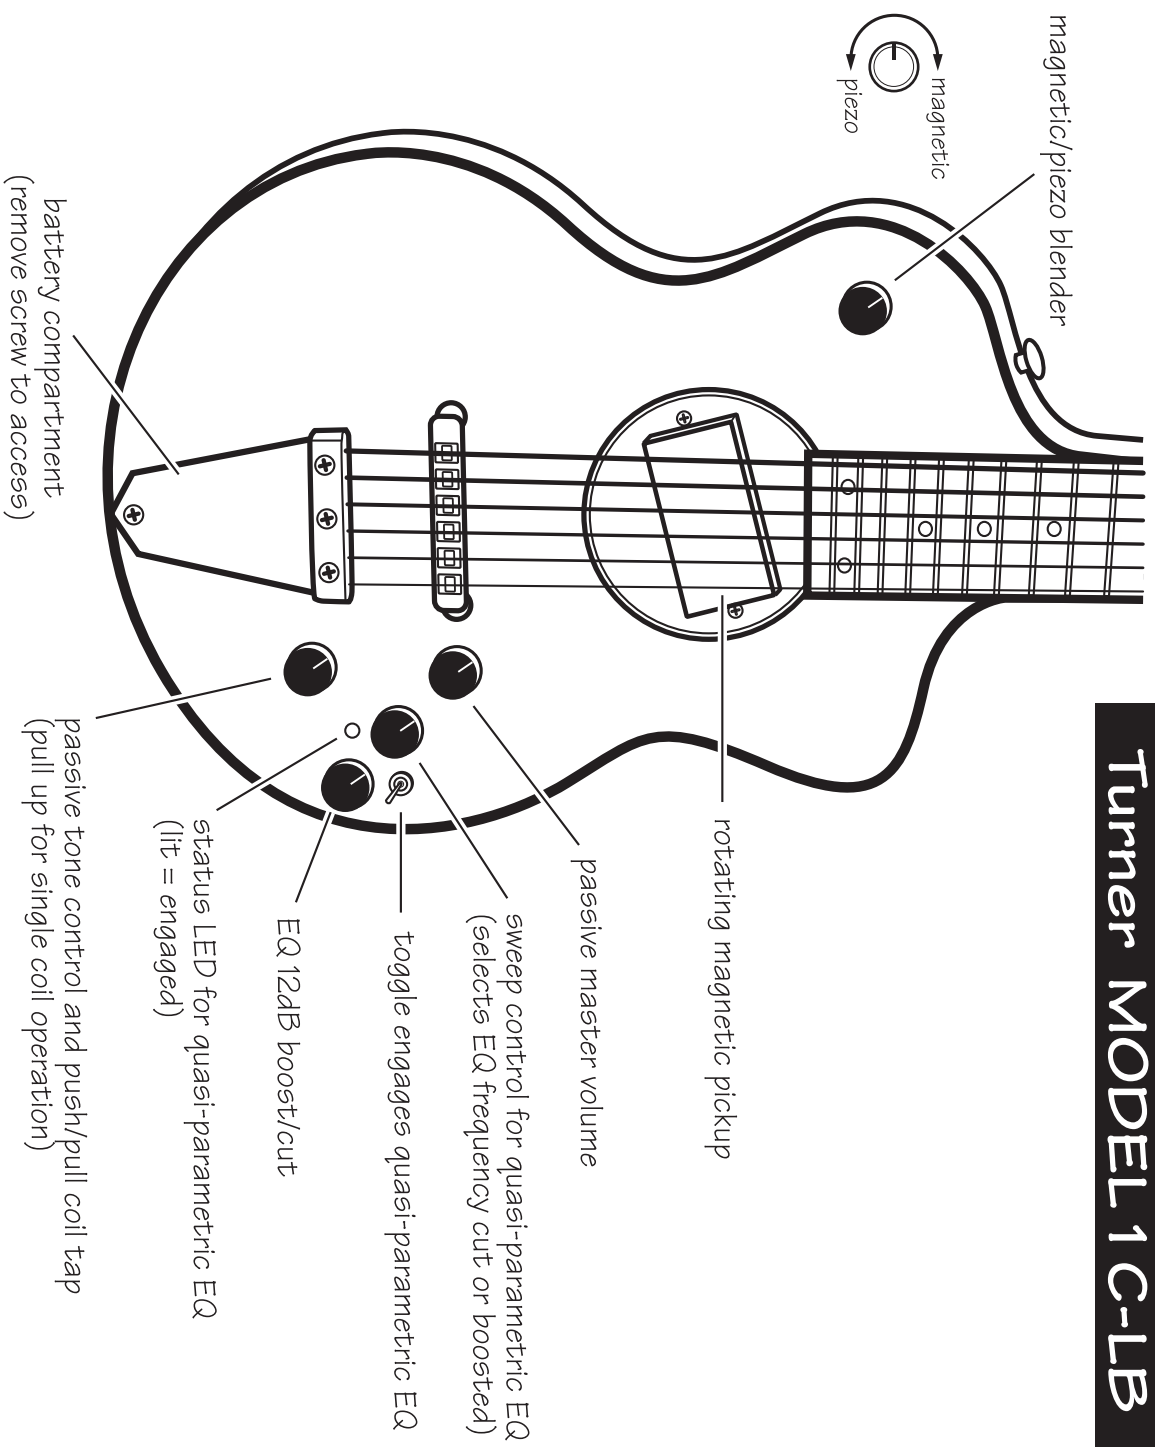 Turner MODEL 1 C-LB
magnetic/piezo blender
magnetic
piezo
rotating magnetic pickup
passive master volume
sweep control for quasi-parametric EQ
(selects EQ frequency cut or boosted)
toggle engages quasi-parametric EQ
EQ 12dB boost/cut
status LED for quasi-parametric EQ
(lit = engaged)
passive tone control and push/pull coil tap
(pull up for single coil operation)
battery compartment
(remove screw to access)